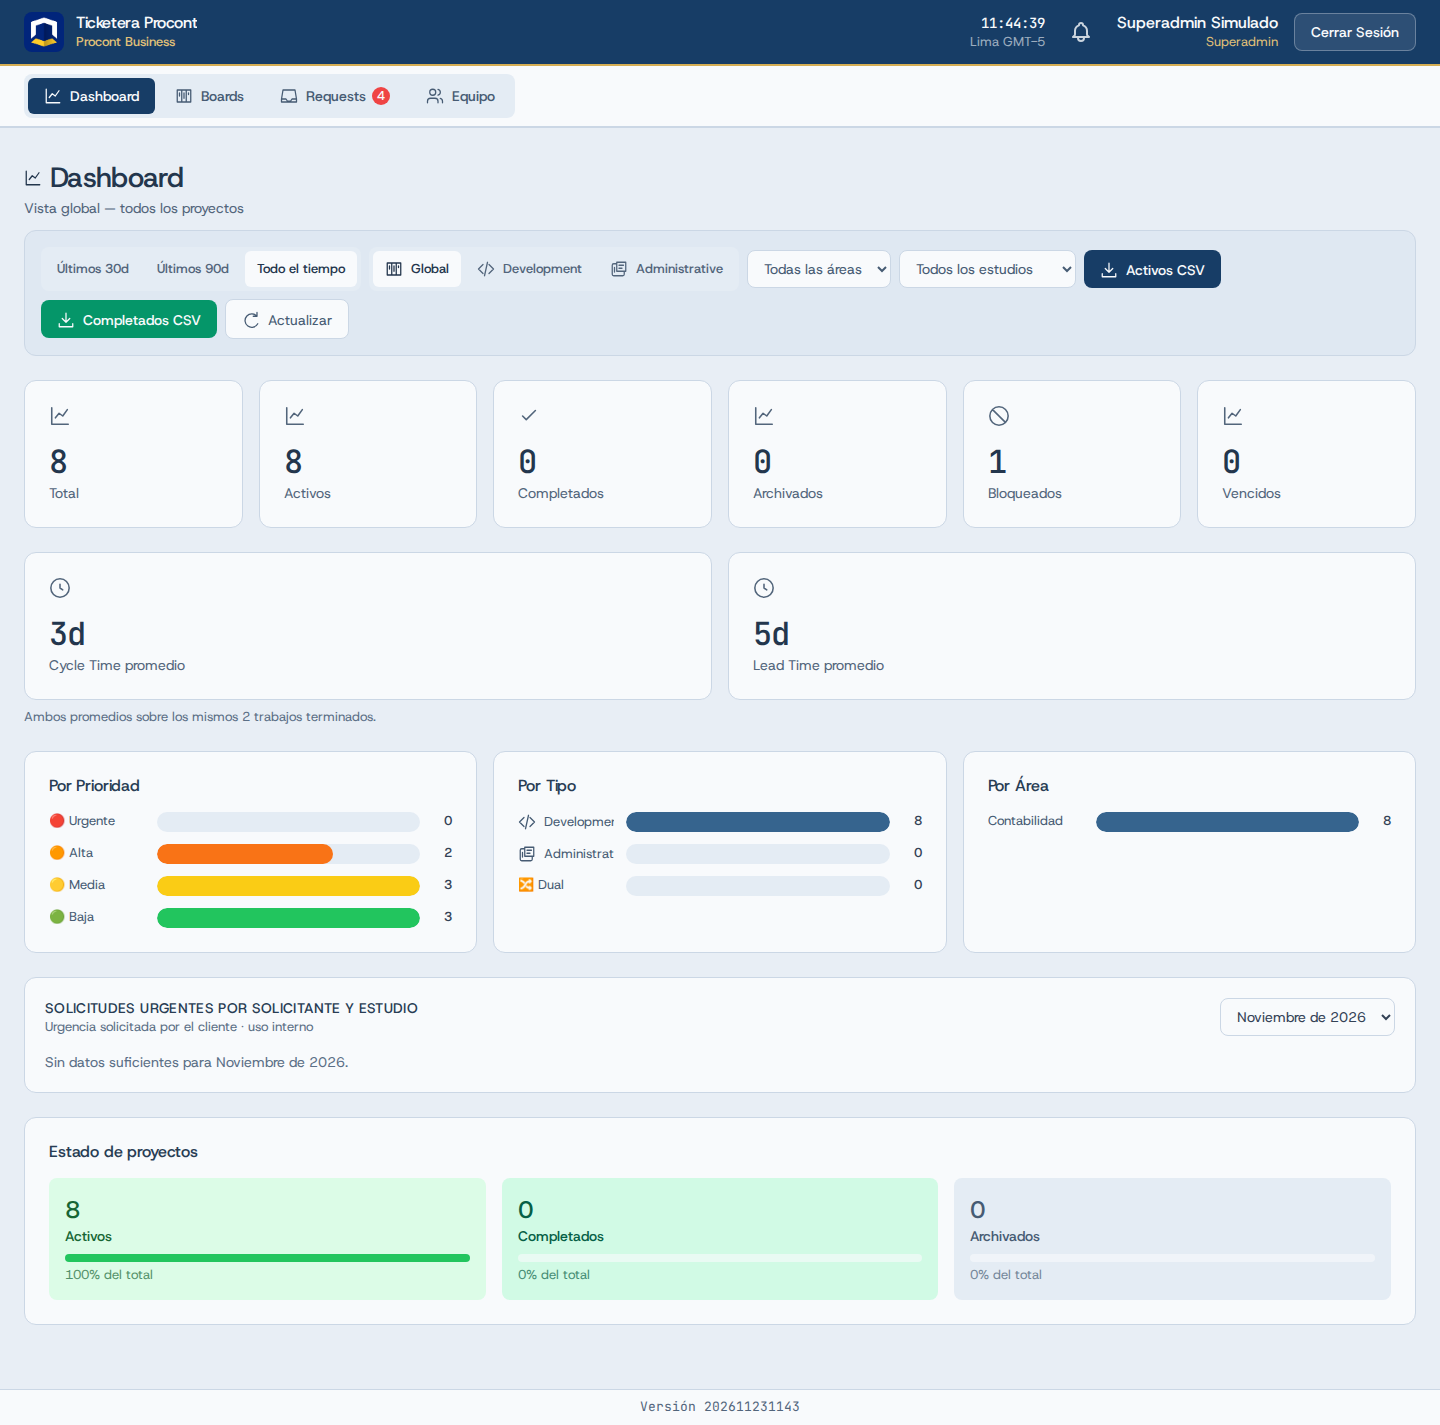 Ticketera Procont
Procont Business
11:44:39
Lima GMT-5
Superadmin Simulado
Superadmin
Cerrar Sesión
Dashboard
Boards
Requests 4
Equipo
Dashboard
Vista global — todos los proyectos
Últimos 30d
Últimos 90d
Todo el tiempo
Global
Development
Administrative
Todas las áreas
Todos los estudios
Activos CSV
Completados CSV
Actualizar
8
Total
8
Activos
0
Completados
0
Archivados
1
Bloqueados
0
Vencidos
3d
Cycle Time promedio
5d
Lead Time promedio
Ambos promedios sobre los mismos 2 trabajos terminados.
Por Prioridad
Urgente 0
Alta 2
Media 3
Baja 3
Por Tipo
Developmer 8
Administrat 0
Dual 0
Por Área
Contabilidad 8
SOLICITUDES URGENTES POR SOLICITANTE Y ESTUDIO
Urgencia solicitada por el cliente · uso interno
Noviembre de 2026
Sin datos suficientes para Noviembre de 2026.
Estado de proyectos
8
Activos
100% del total
0
Completados
0% del total
0
Archivados
0% del total
Versión 202611231143